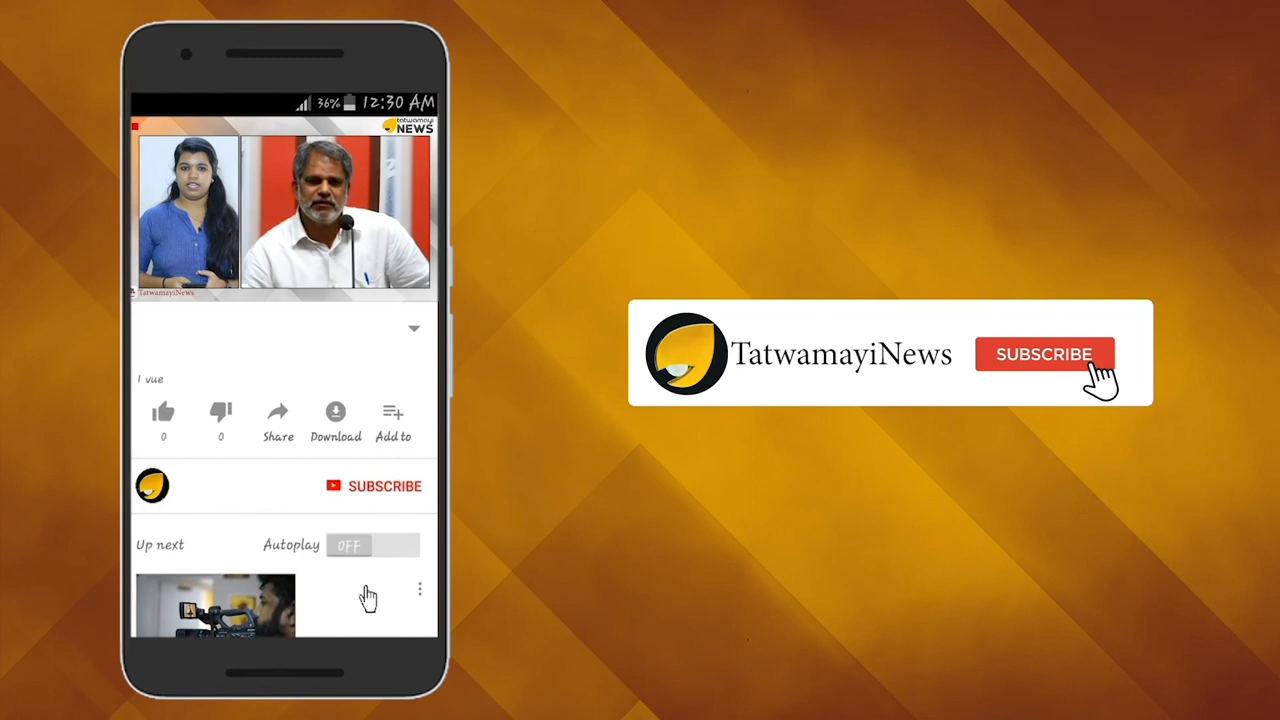 36% 12:30 AM
tatwamayi
NEWS
TatwamayiNews
1 vue
0 0 Share Download Add to
SUBSCRIBE
Up next Autoplay OFF
TatwamayiNews SUBSCRIBE